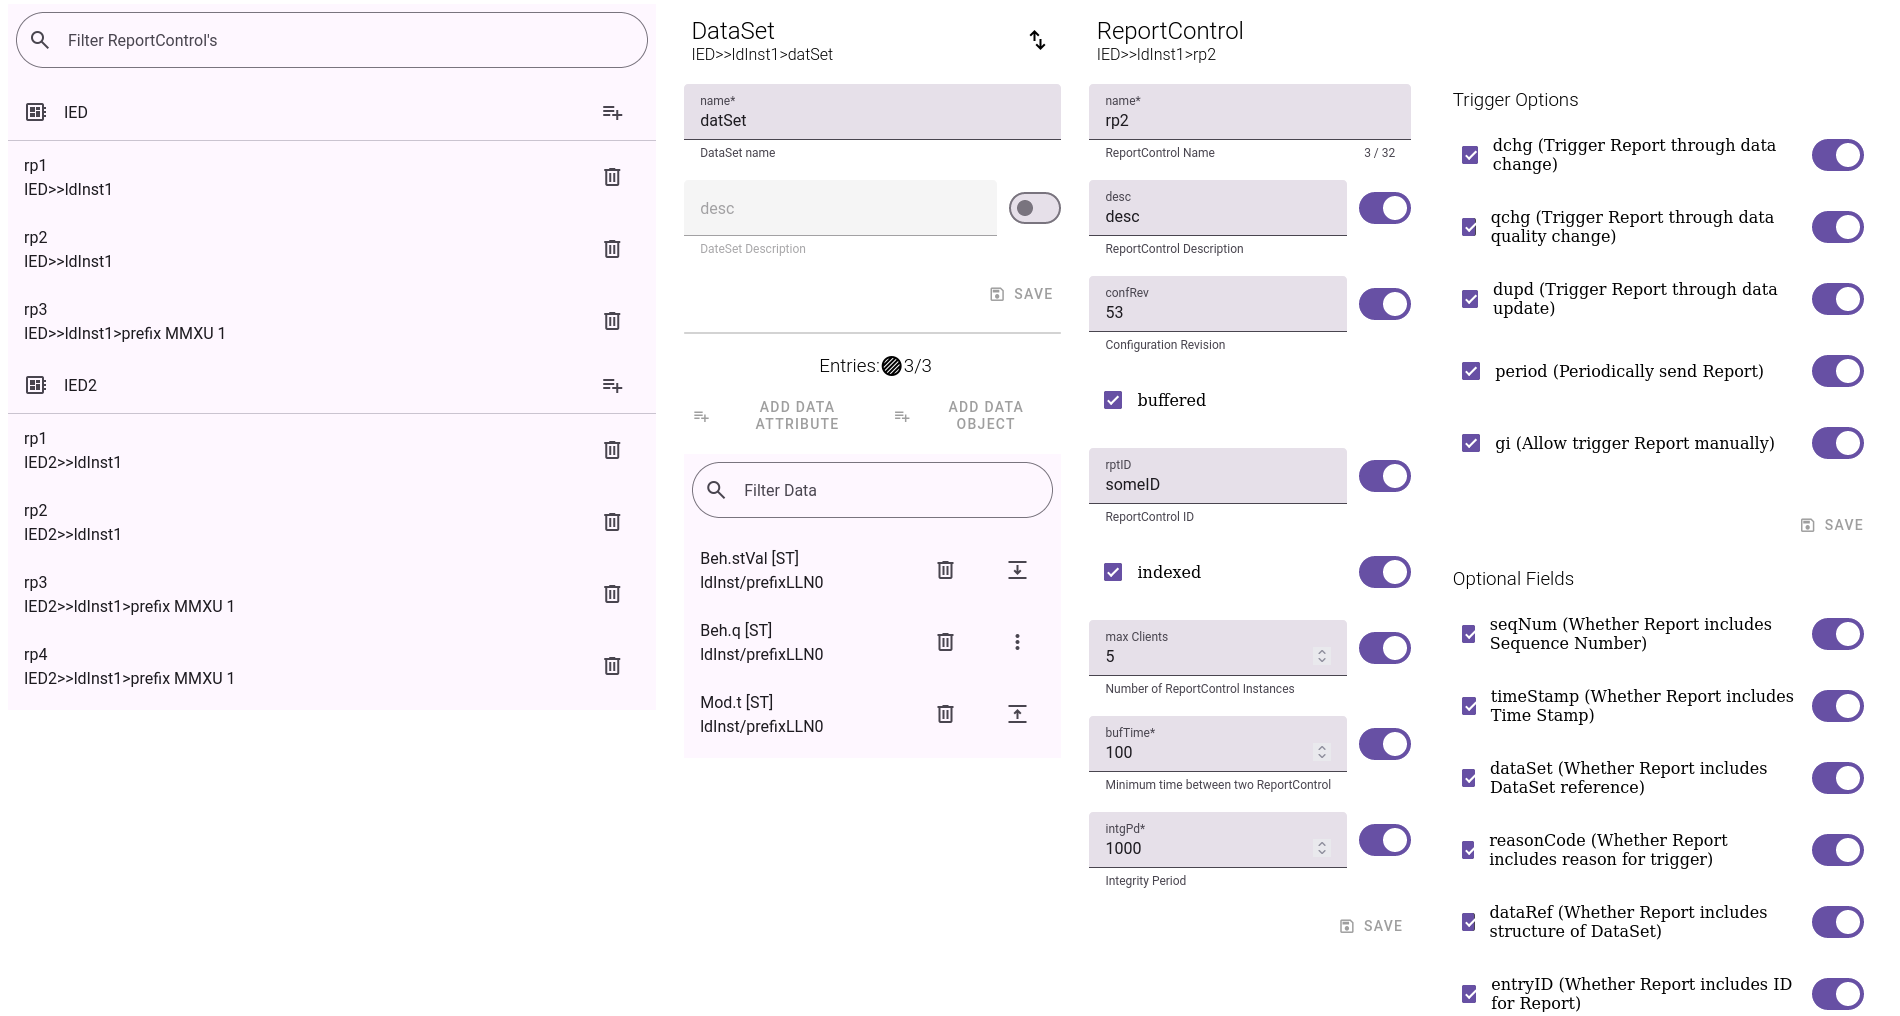 Filter ReportControl's
IED
rp1
IED>>ldInst1
rp2
IED>>ldInst1
rp3
IED>>ldInst1>prefix MMXU 1
IED2
rp1
IED2>>ldInst1
rp2
IED2>>ldInst1
rp3
IED2>>ldInst1>prefix MMXU 1
rp4
IED2>>ldInst1>prefix MMXU 1
DataSet
IED>>ldInst1>datSet
name*
datSet
DataSet name
desc
DateSet Description
SAVE
Entries: 3/3
ADD DATA
ATTRIBUTE
ADD DATA
OBJECT
Filter Data
Beh.stVal [ST]
ldInst/prefixLLN0
Beh.q [ST]
ldInst/prefixLLN0
Mod.t [ST]
ldInst/prefixLLN0
ReportControl
IED>>ldInst1>rp2
name*
rp2
ReportControl Name 3 / 32
desc
desc
ReportControl Description
confRev
53
Configuration Revision
buffered
rptID
someID
ReportControl ID
indexed
max Clients
5
Number of ReportControl Instances
bufTime*
100
Minimum time between two ReportControl
intgPd*
1000
Integrity Period
SAVE
Trigger Options
dchg (Trigger Report through data
change)
qchg (Trigger Report through data
quality change)
dupd (Trigger Report through data
update)
period (Periodically send Report)
gi (Allow trigger Report manually)
SAVE
Optional Fields
seqNum (Whether Report includes
Sequence Number)
timeStamp (Whether Report includes
Time Stamp)
dataSet (Whether Report includes
DataSet reference)
reasonCode (Whether Report
includes reason for trigger)
dataRef (Whether Report includes
structure of DataSet)
entryID (Whether Report includes ID
for Report)